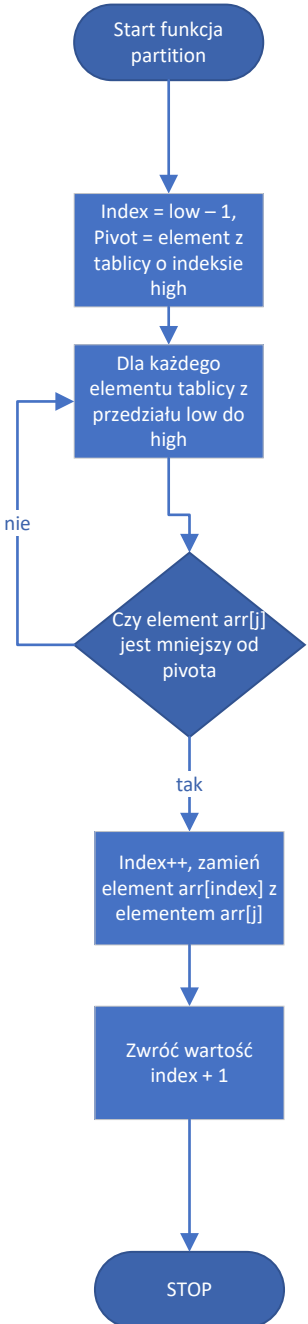 Start funkcja
partition
Index = low – 1,
Pivot = element z
tablicy o indeksie
high
Dla każdego
elementu tablicy z
przedziału low do
high
nie
Czy element arr[j]
jest mniejszy od
pivota
tak
Index++, zamień
element arr[index] z
elementem arr[j]
Zwróć wartość
index + 1
STOP